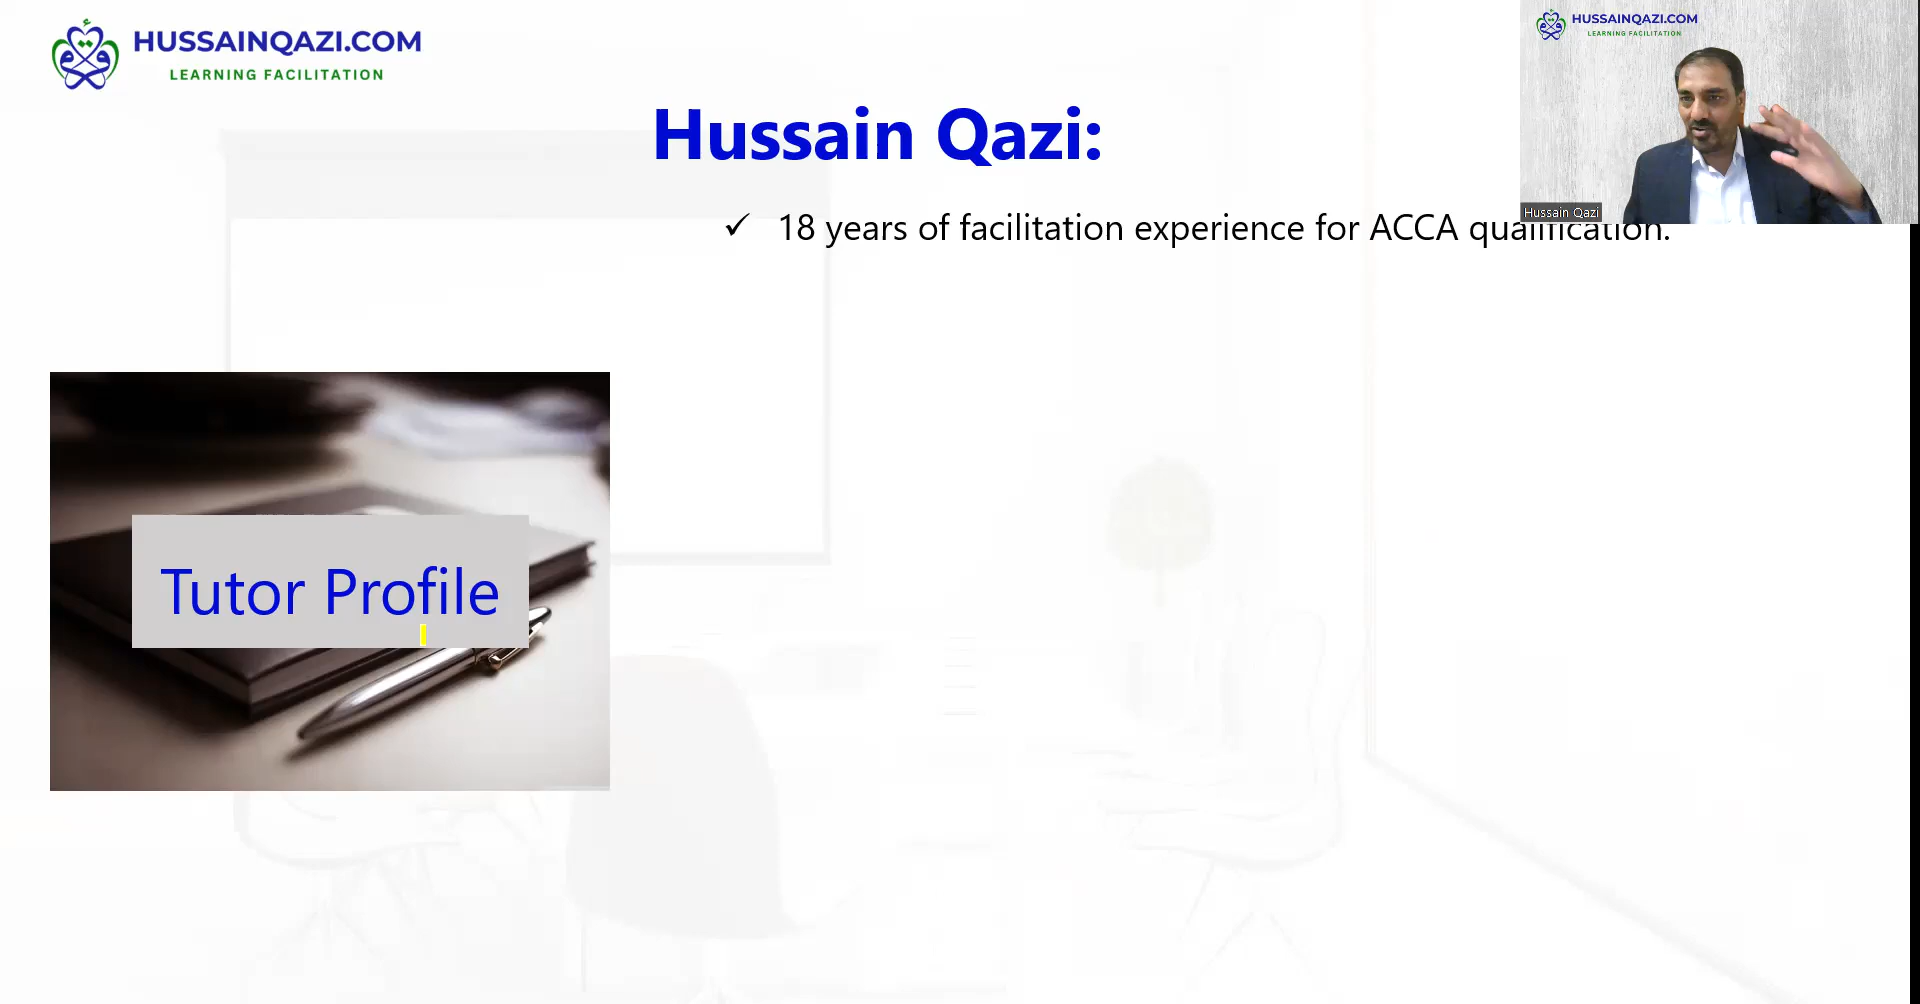 HUSSAINQAZI.COM
LEARNING FACILITATION
HUSSAINQAZI.COM
LEARNING FACILITATION
Hussain Qazi
Hussain Qazi:
✓ 18 years of facilitation experience for ACCA qualification.
Tutor Profile